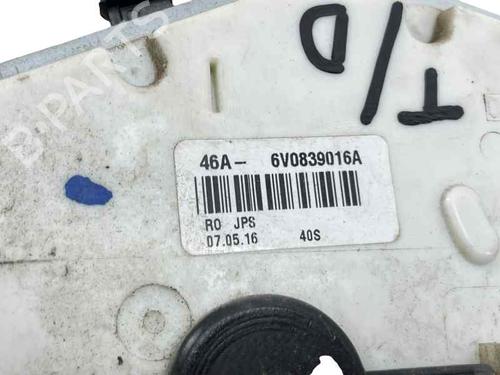 T/D
B-PARTS
46A- 6V0839016A
RO JPS
07.05.16 40S